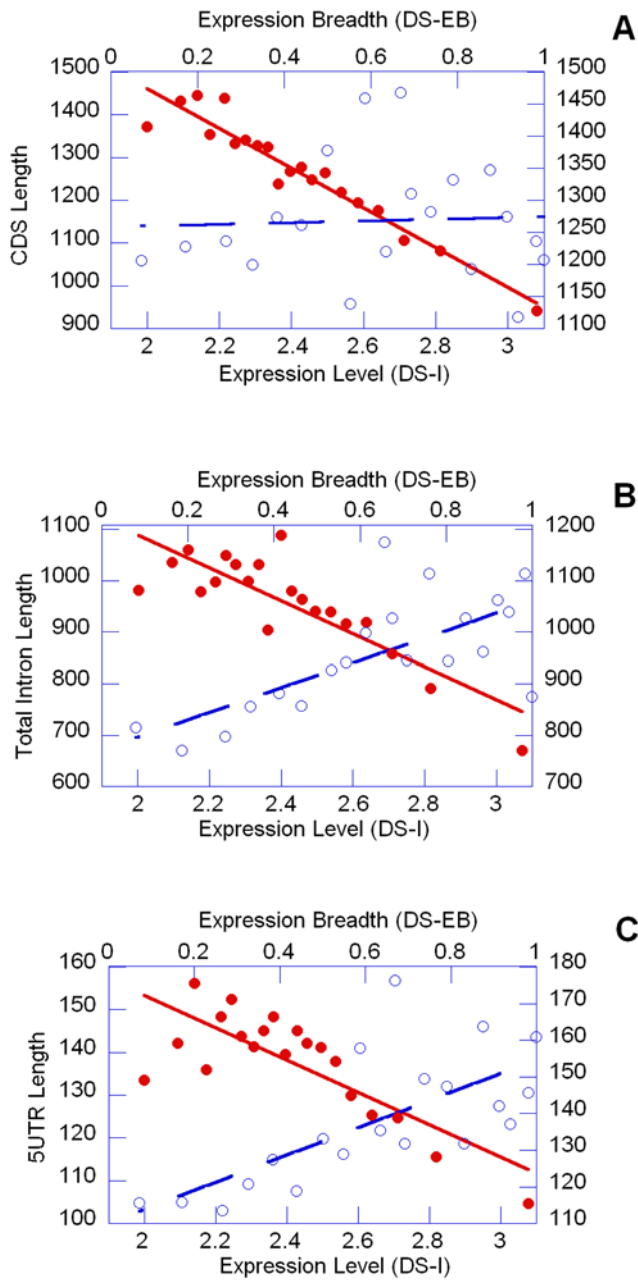 Expression Breadth (DS-EB)
A
0 0.2 0.4 0.6 0.8 1
1500 1500
1450
1400 1400
1350
1300 1300
1250
1200
1200
1100
1150
1000
900 1100
CDS Length
2 2.2 2.4 2.6 2.8 3
Expression Level (DS-I)
Expression Breadth (DS-EB)
B
0 0.2 0.4 0.6 0.8 1
1100 1200
1000 1100
900 1000
800 900
700 800
600 700
Total Intron Length
2 2.2 2.4 2.6 2.8 3
Expression Level (DS-I)
Expression Breadth (DS-EB)
C
0 0.2 0.4 0.6 0.8 1
160 180
150 170
160
140
150
130
140
120
130
110 120
100 110
5UTR Length
2 2.2 2.4 2.6 2.8 3
Expression Level (DS-I)